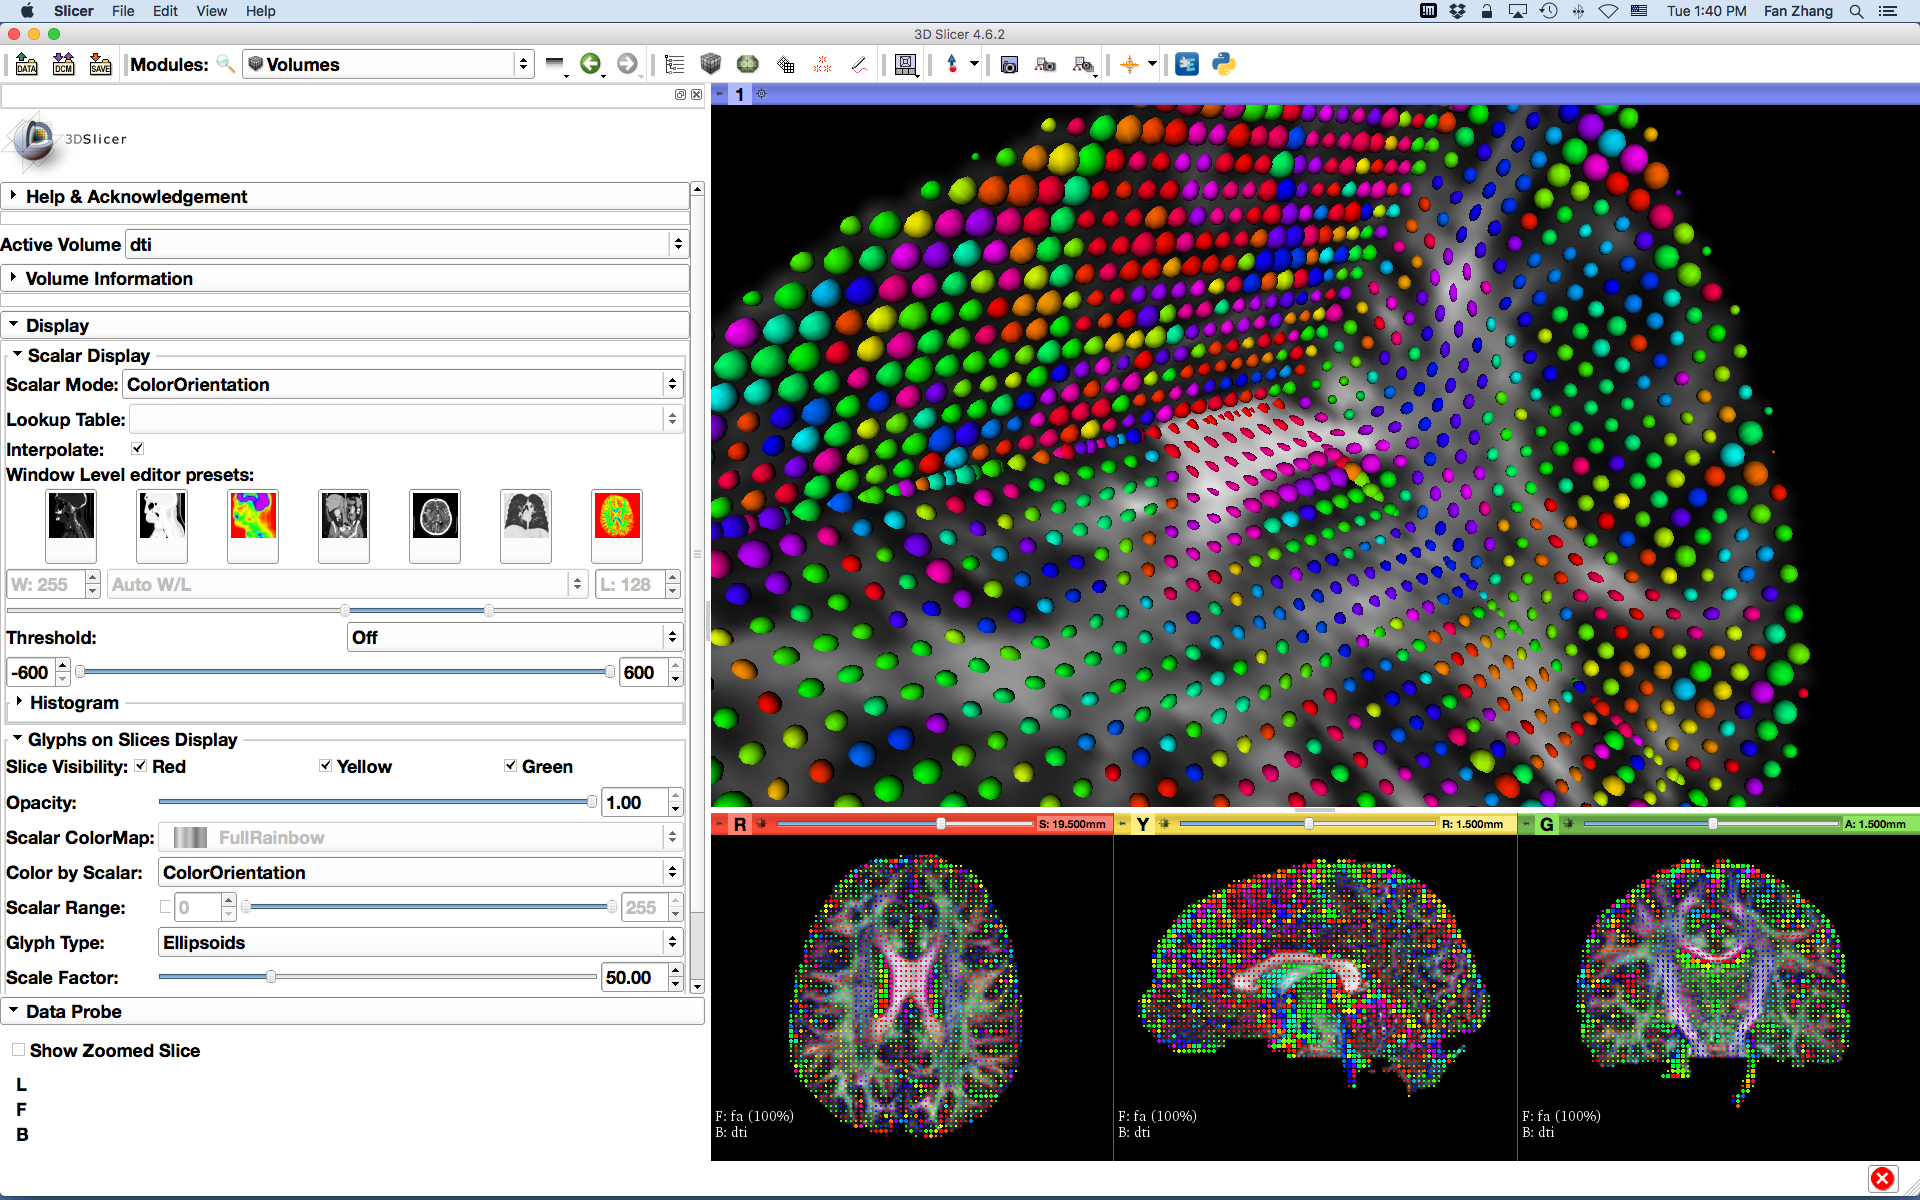 Slicer File Edit View Help Tue 1:40 PM Fan Zhang
3D Slicer 4.6.2
DATA DCM SAVE Modules: Volumes
1
3DSlicer
Help & Acknowledgement
Active Volume dti
Volume Information
Display
Scalar Display
Scalar Mode: ColorOrientation
Lookup Table:
Interpolate:
Window Level editor presets:
W: 255 Auto W/L L: 128
Threshold: Off
-600 600
Histogram
Glyphs on Slices Display
Slice Visibility: Red Yellow Green
Opacity: 1.00
Scalar ColorMap: FullRainbow
Color by Scalar: ColorOrientation
Scalar Range: 0 255
Glyph Type: Ellipsoids
Scale Factor: 50.00
Data Probe
Show Zoomed Slice
L
F
B
R S: 19.500mm
F: fa (100%)
B: dti
Y R: 1.500mm
F: fa (100%)
B: dti
G A: 1.500mm
F: fa (100%)
B: dti